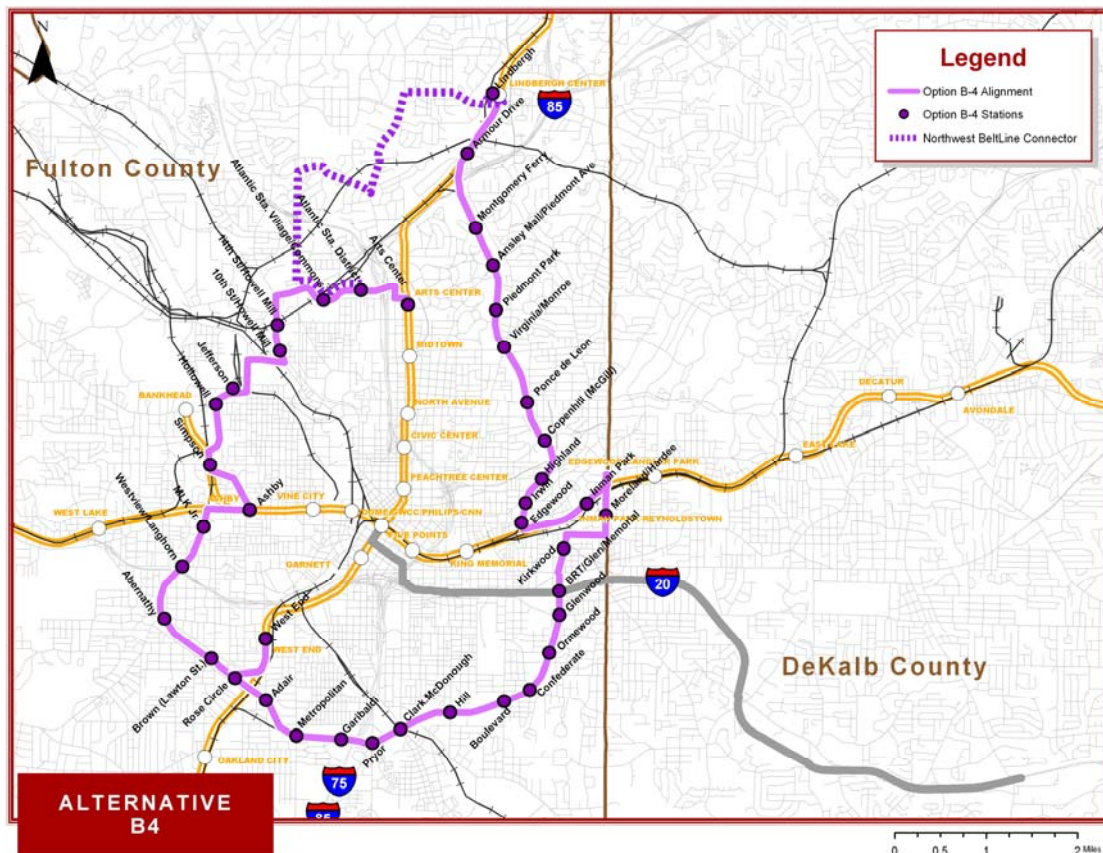 N
Legend
Option B-4 Alignment
Option B-4 Stations
Northwest BeltLine Connector
Lindbergh
LINDBERGH CENTER
85
Armour Drive
Fulton County
Montgomery Ferry
Ansley Mall/Piedmont Ave
Piedmont Park
Virginia/Monroe
Ponce de Leon
Copenhill (McGill)
Highland
Irwin
Edgewood
Atlantic Sta. Village/Commons
Atlantic Sta. District
Arts Center
ARTS CENTER
14th St/Howell Mill
10th St/Howell Mill
MIDTOWN
Jefferson
Hollowell
BANKHEAD
NORTH AVENUE
CIVIC CENTER
PEACHTREE CENTER
Simpson
Ashby
ASHBY
VINE CITY
WEST LAKE
MLK Jr.
Westview/Langhorn
Abernathy
FIVE POINTS
GARNETT
KING MEMORIAL
Inman Park
Moreland/Hardee
DECATUR
AVONDALE
EAST LAKE
Kirkwood
BRT/Glen/Memorial
Glenwood
Ormewood
Confederate
Boulevard
20
DeKalb County
West End
WEST END
Brown (Lawton St.)
Rose Circle
Adair
Metropolitan
Garibaldi
Pryor
Clark.McDonough
Hill
OAKLAND CITY
75
85
ALTERNATIVE
B4
0 0.5 1 2 Miles